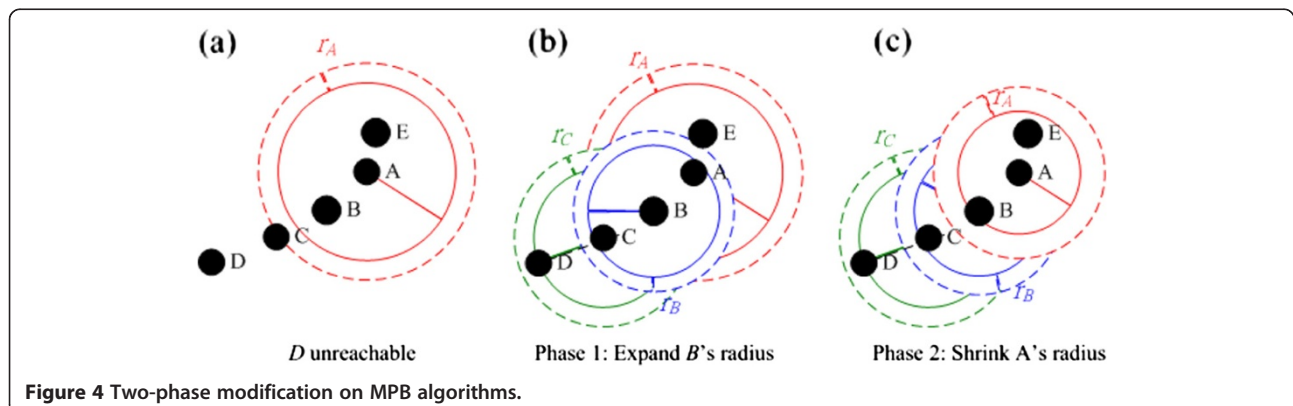 (a)
r_A
E
A
B
C
D
D unreachable
(b)
r_A
E
r_C
A
B
C
D
r_B
Phase 1: Expand B's radius
(c)
r_A
r_C
E
A
B
C
D
r_B
Phase 2: Shrink A's radius
Figure 4 Two-phase modification on MPB algorithms.